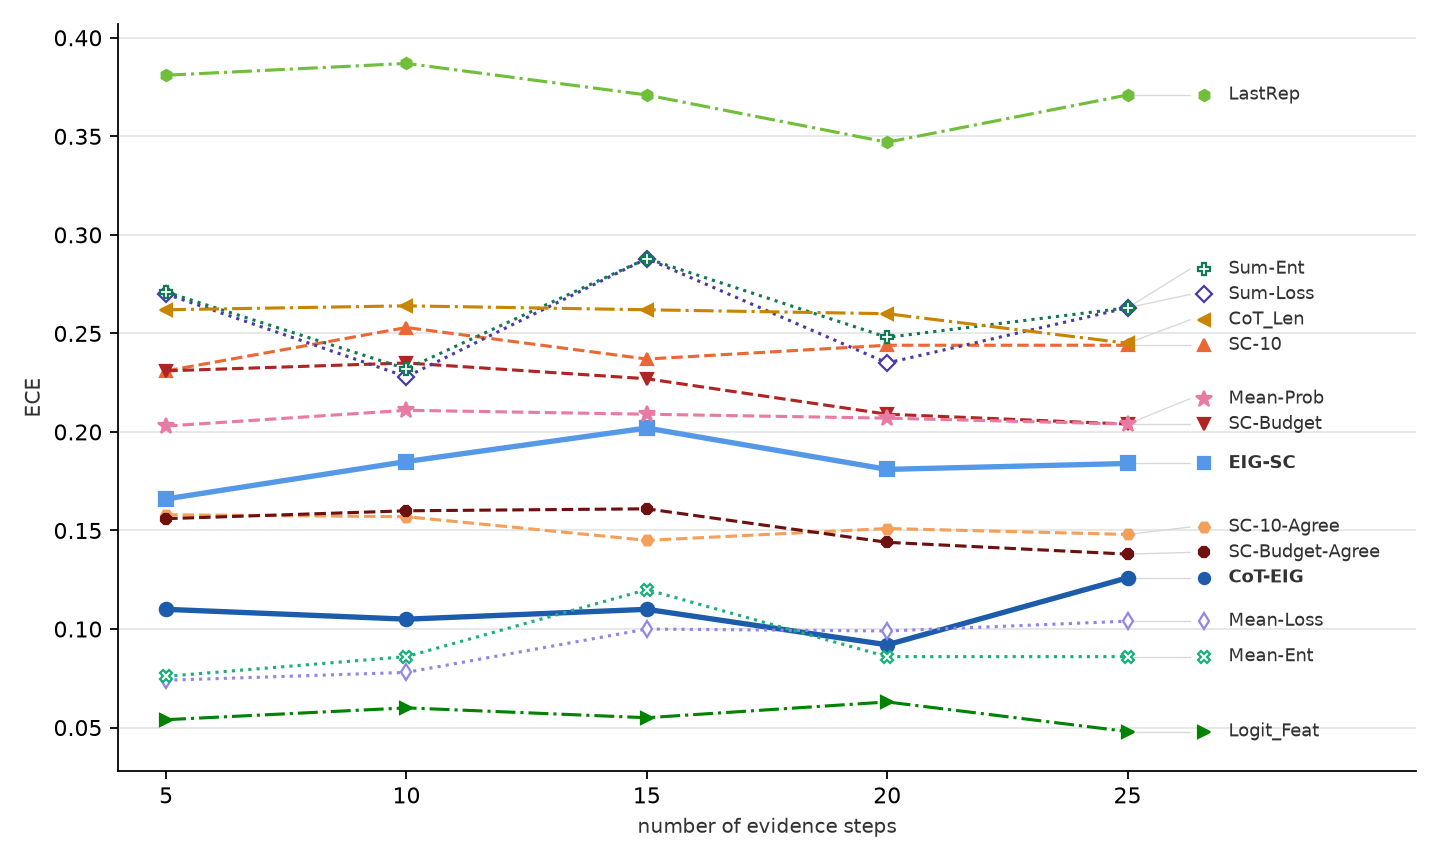 0.40
0.35
0.30
0.25
0.20
0.15
0.10
0.05
ECE
5
10
15
20
25
number of evidence steps
LastRep
Sum-Ent
Sum-Loss
CoT_Len
SC-10
Mean-Prob
SC-Budget
EIG-SC
SC-10-Agree
SC-Budget-Agree
CoT-EIG
Mean-Loss
Mean-Ent
Logit_Feat